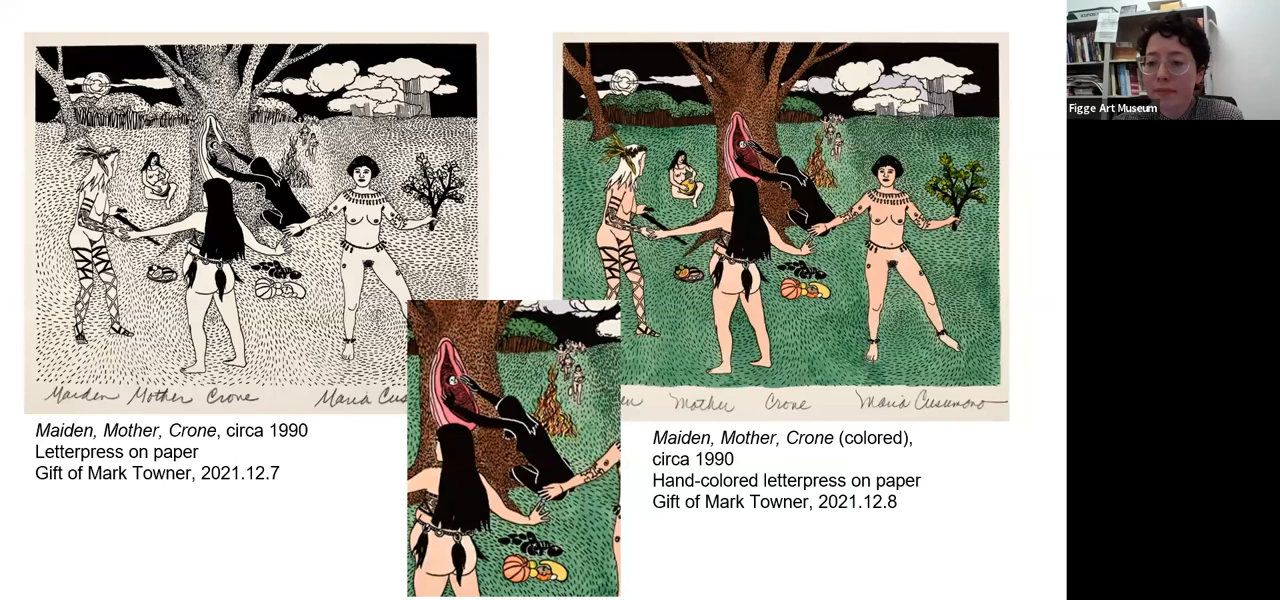 Maiden Mother Crone Maria Cus
Mother Crone Maria Cusumano
Maiden, Mother, Crone, circa 1990
Letterpress on paper
Gift of Mark Towner, 2021.12.7
Maiden, Mother, Crone (colored),
circa 1990
Hand-colored letterpress on paper
Gift of Mark Towner, 2021.12.8
Figge Art Museum